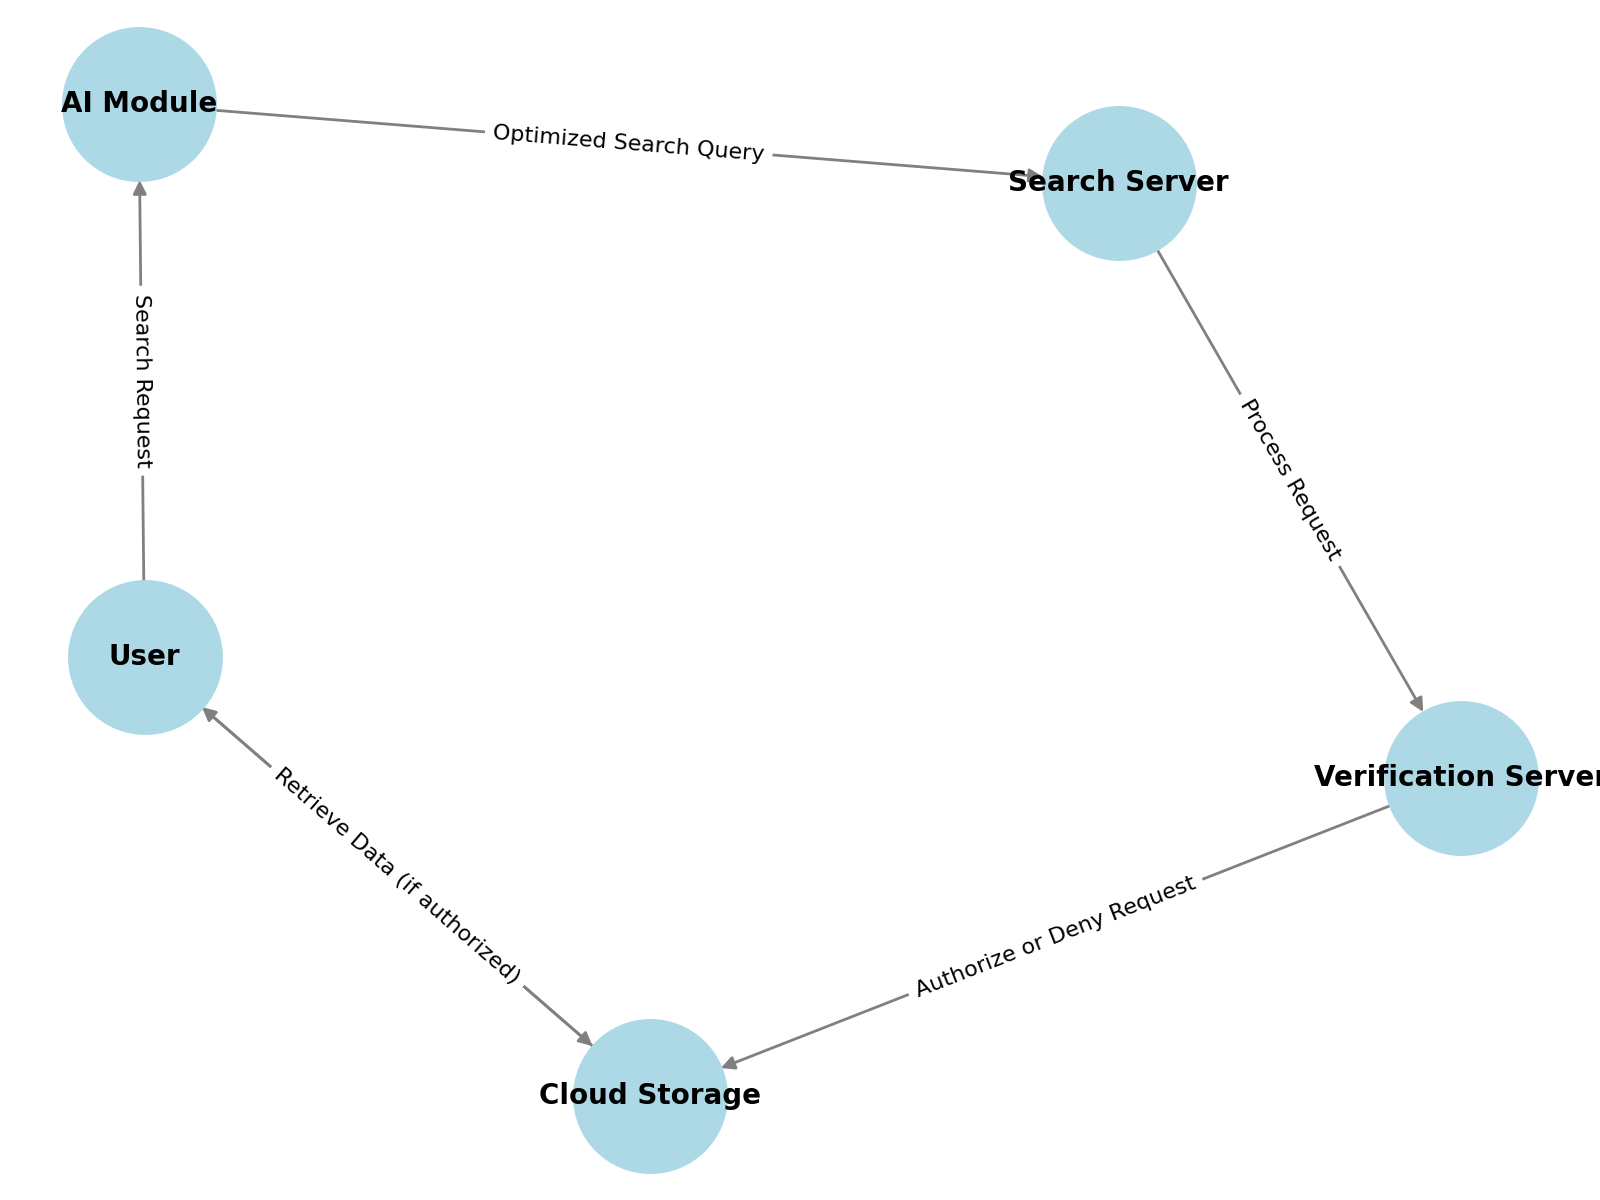 AI Module
Optimized Search Query
Search Server
Search Request
Process Request
User
Verification Server
Retrieve Data (if authorized)
Authorize or Deny Request
Cloud Storage